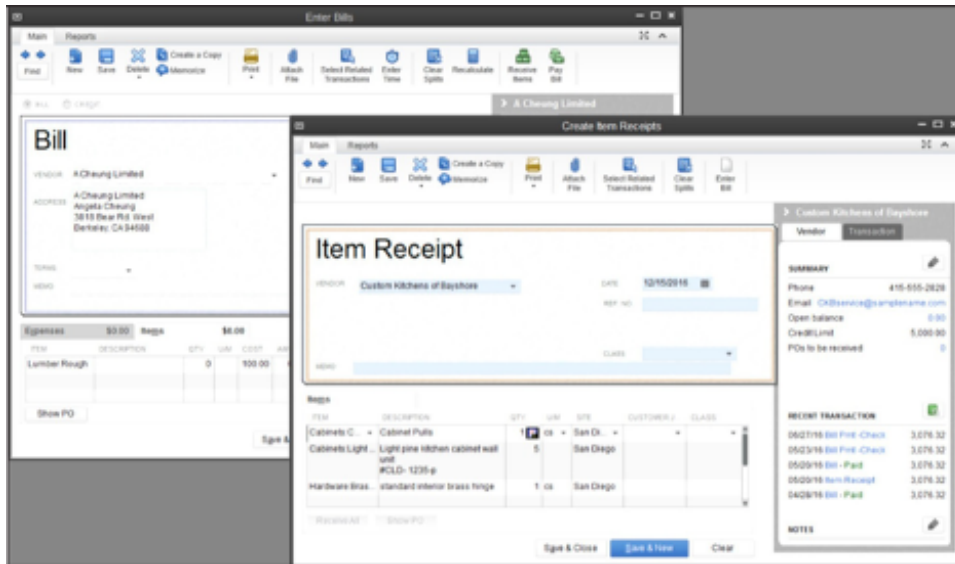 Enter Bills
Main Reports
Find New Save Delete Create a Copy Memorize Print Attach File Select Related Transactions Enter Time Clear Splits Recalculate Receive Items Pay Bill
BILL CREDIT
A Cheung Limited
Bill
VENDOR A Cheung Limited
ADDRESS A Cheung Limited
Angela Cheung
3818 Bear Rd. West
Berkeley, CA 94688
TERMS
MEMO
Expenses $0.00 Items $0.00
ITEM DESCRIPTION QTY U/M COST
Lumber Rough 0 100.00
Show PO
Create Item Receipts
Main Reports
Find New Save Delete Create a Copy Memorize Print Attach File Select Related Transactions Clear Splits Enter Bill
Item Receipt
VENDOR Custom Kitchens of Bayshore
DATE 12/15/2016
REF. NO.
CLASS
MEMO
Items
ITEM DESCRIPTION QTY U/M SITE CUSTOMER:J... CLASS
Cabinets:C... Cabinet Pulls 1 cs San Di...
Cabinets:Light... Light pine kitchen cabinet wall 5 San Diego
unit
#CLD- 1235-p
Hardware:Bras... standard interior brass hinge 1 cs San Diego
Receive All Show PO
Save & Close Save & New Clear
Custom Kitchens of Bayshore
Vendor Transaction
SUMMARY
Phone 415-555-2828
Email CKBservice@samplename.com
Open balance 0.00
Credit Limit 5,000.00
POs to be received 0
RECENT TRANSACTION
06/27/16 Bill Pmt -Check 3,076.32
05/23/16 Bill Pmt -Check 3,076.32
05/20/16 Bill - Paid 3,076.32
05/20/16 Item Receipt 3,076.32
04/28/16 Bill - Paid 3,076.32
NOTES